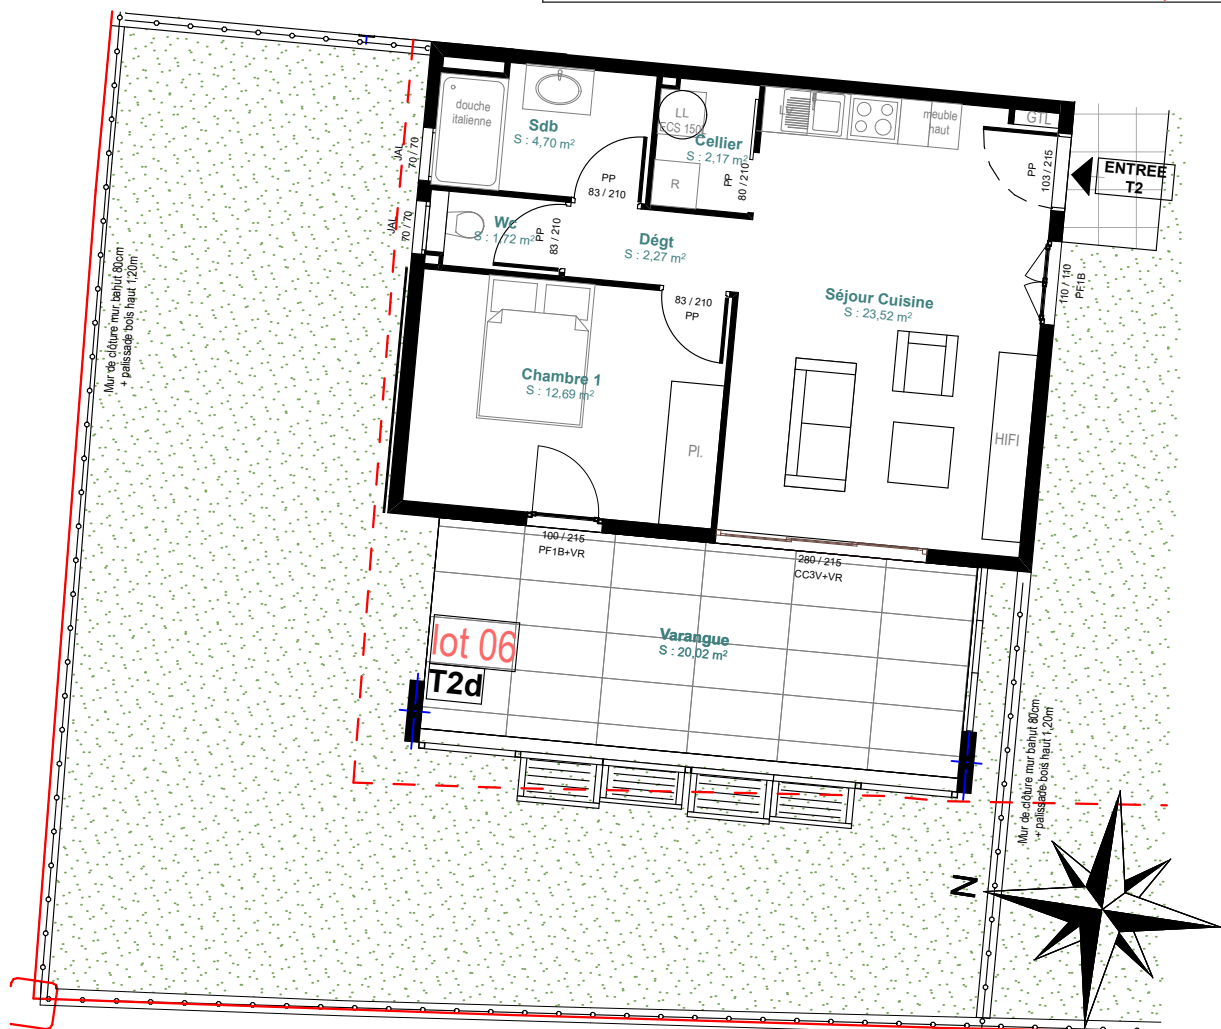 douche
italienne
Sdb
S : 4,70 m²
LL
ECS 150L
Cellier
S : 2,17 m²
R
LV
meuble
haut
GTL
PP
103 / 215
ENTREE
T2
JAL
70 / 70
PP
83 / 210
PP
80 / 210
JAL
70 / 70
Wc
S : 1,72 m²
PP
83 / 210
Dégt
S : 2,27 m²
Mur de clôture mur bahut 80cm
+ palissade bois haut 1,20m
83 / 210
PP
Séjour Cuisine
S : 23,52 m²
110 / 110
PF1B
Chambre 1
S : 12,69 m²
Pl.
HIFI
100 / 215
PF1B+VR
280 / 215
CC3V+VR
lot 06
T2d
Varangue
S : 20,02 m²
Mur de clôture mur bahut 80cm
+ palissade bois haut 1,20m
N